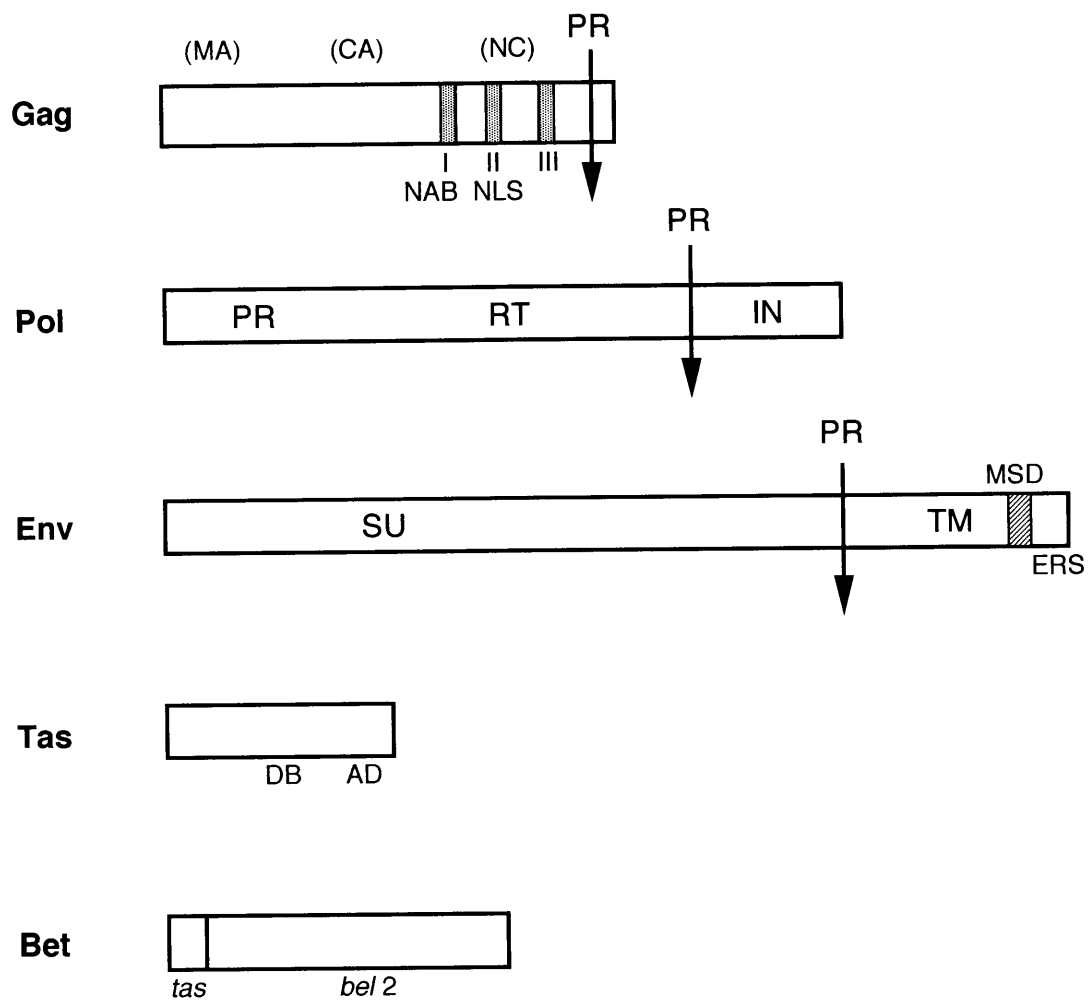 PR
(MA) (CA) (NC)
Gag
I II III
NAB NLS
PR
Pol PR RT IN
PR
MSD
Env SU TM
ERS
Tas
DB AD
Bet
tas bel 2